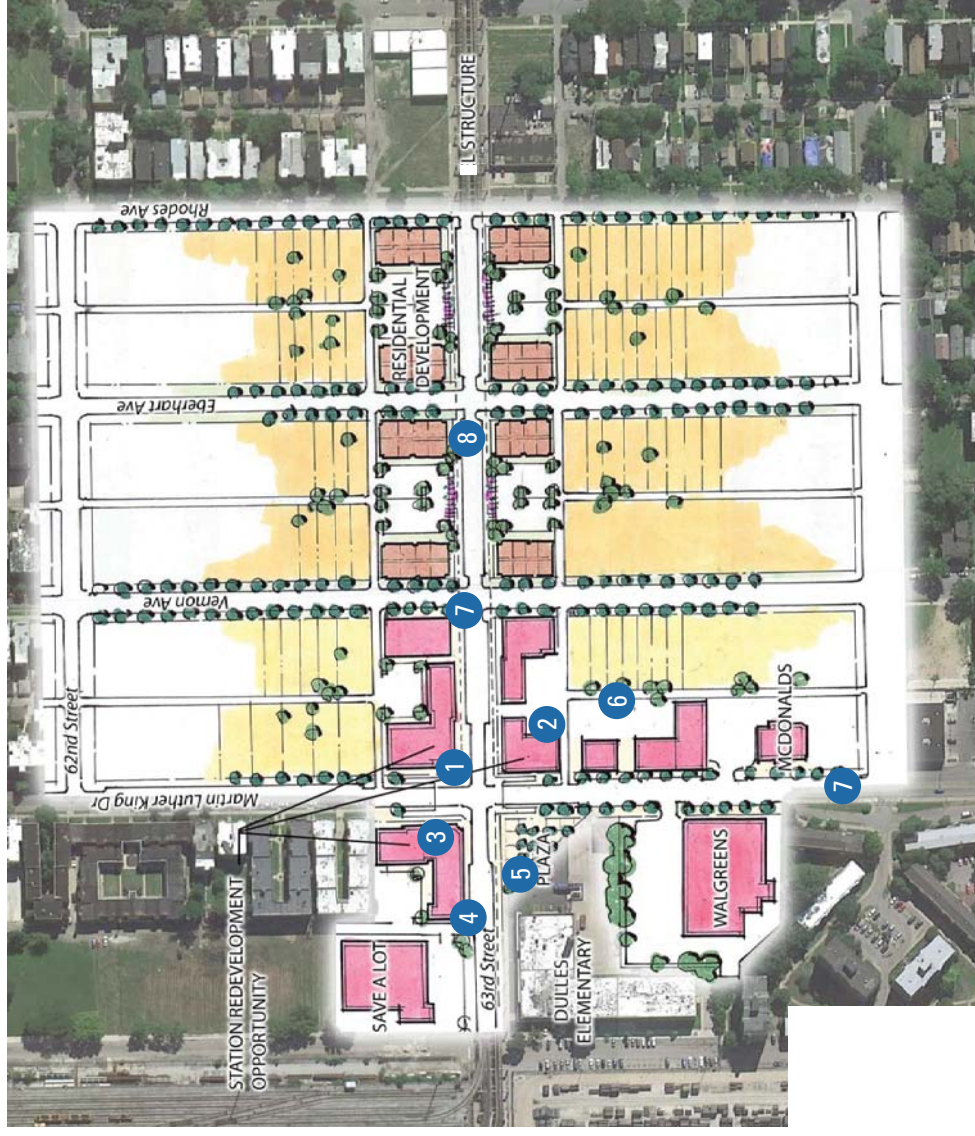 EL STRUCTURE
Rhodes Ave
RESIDENTIAL
DEVELOPMENT
Eberhart Ave
8
Vernon Ave
7
62nd Street
6
MCDONALDS
2
1
Martin Luther King Dr
7
3
5
PLAZA
4
WALGREENS
63rd Street
STATION REDEVELOPMENT
OPPORTUNITY
SAVE A LOT
DULLES
ELEMENTARY